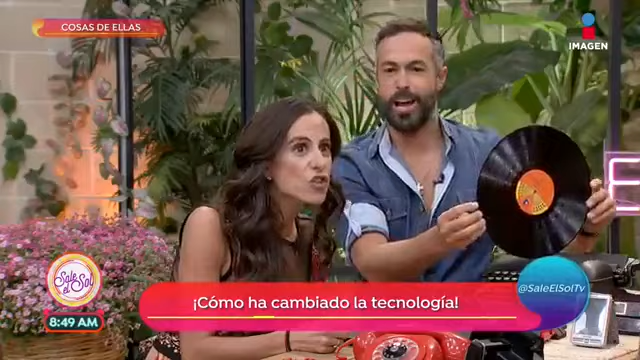 COSAS DE ELLAS
IMAGEN
E
Sale
el
Sol
¡Cómo ha cambiado la tecnología!
@SaleElSolTv
8:49 AM